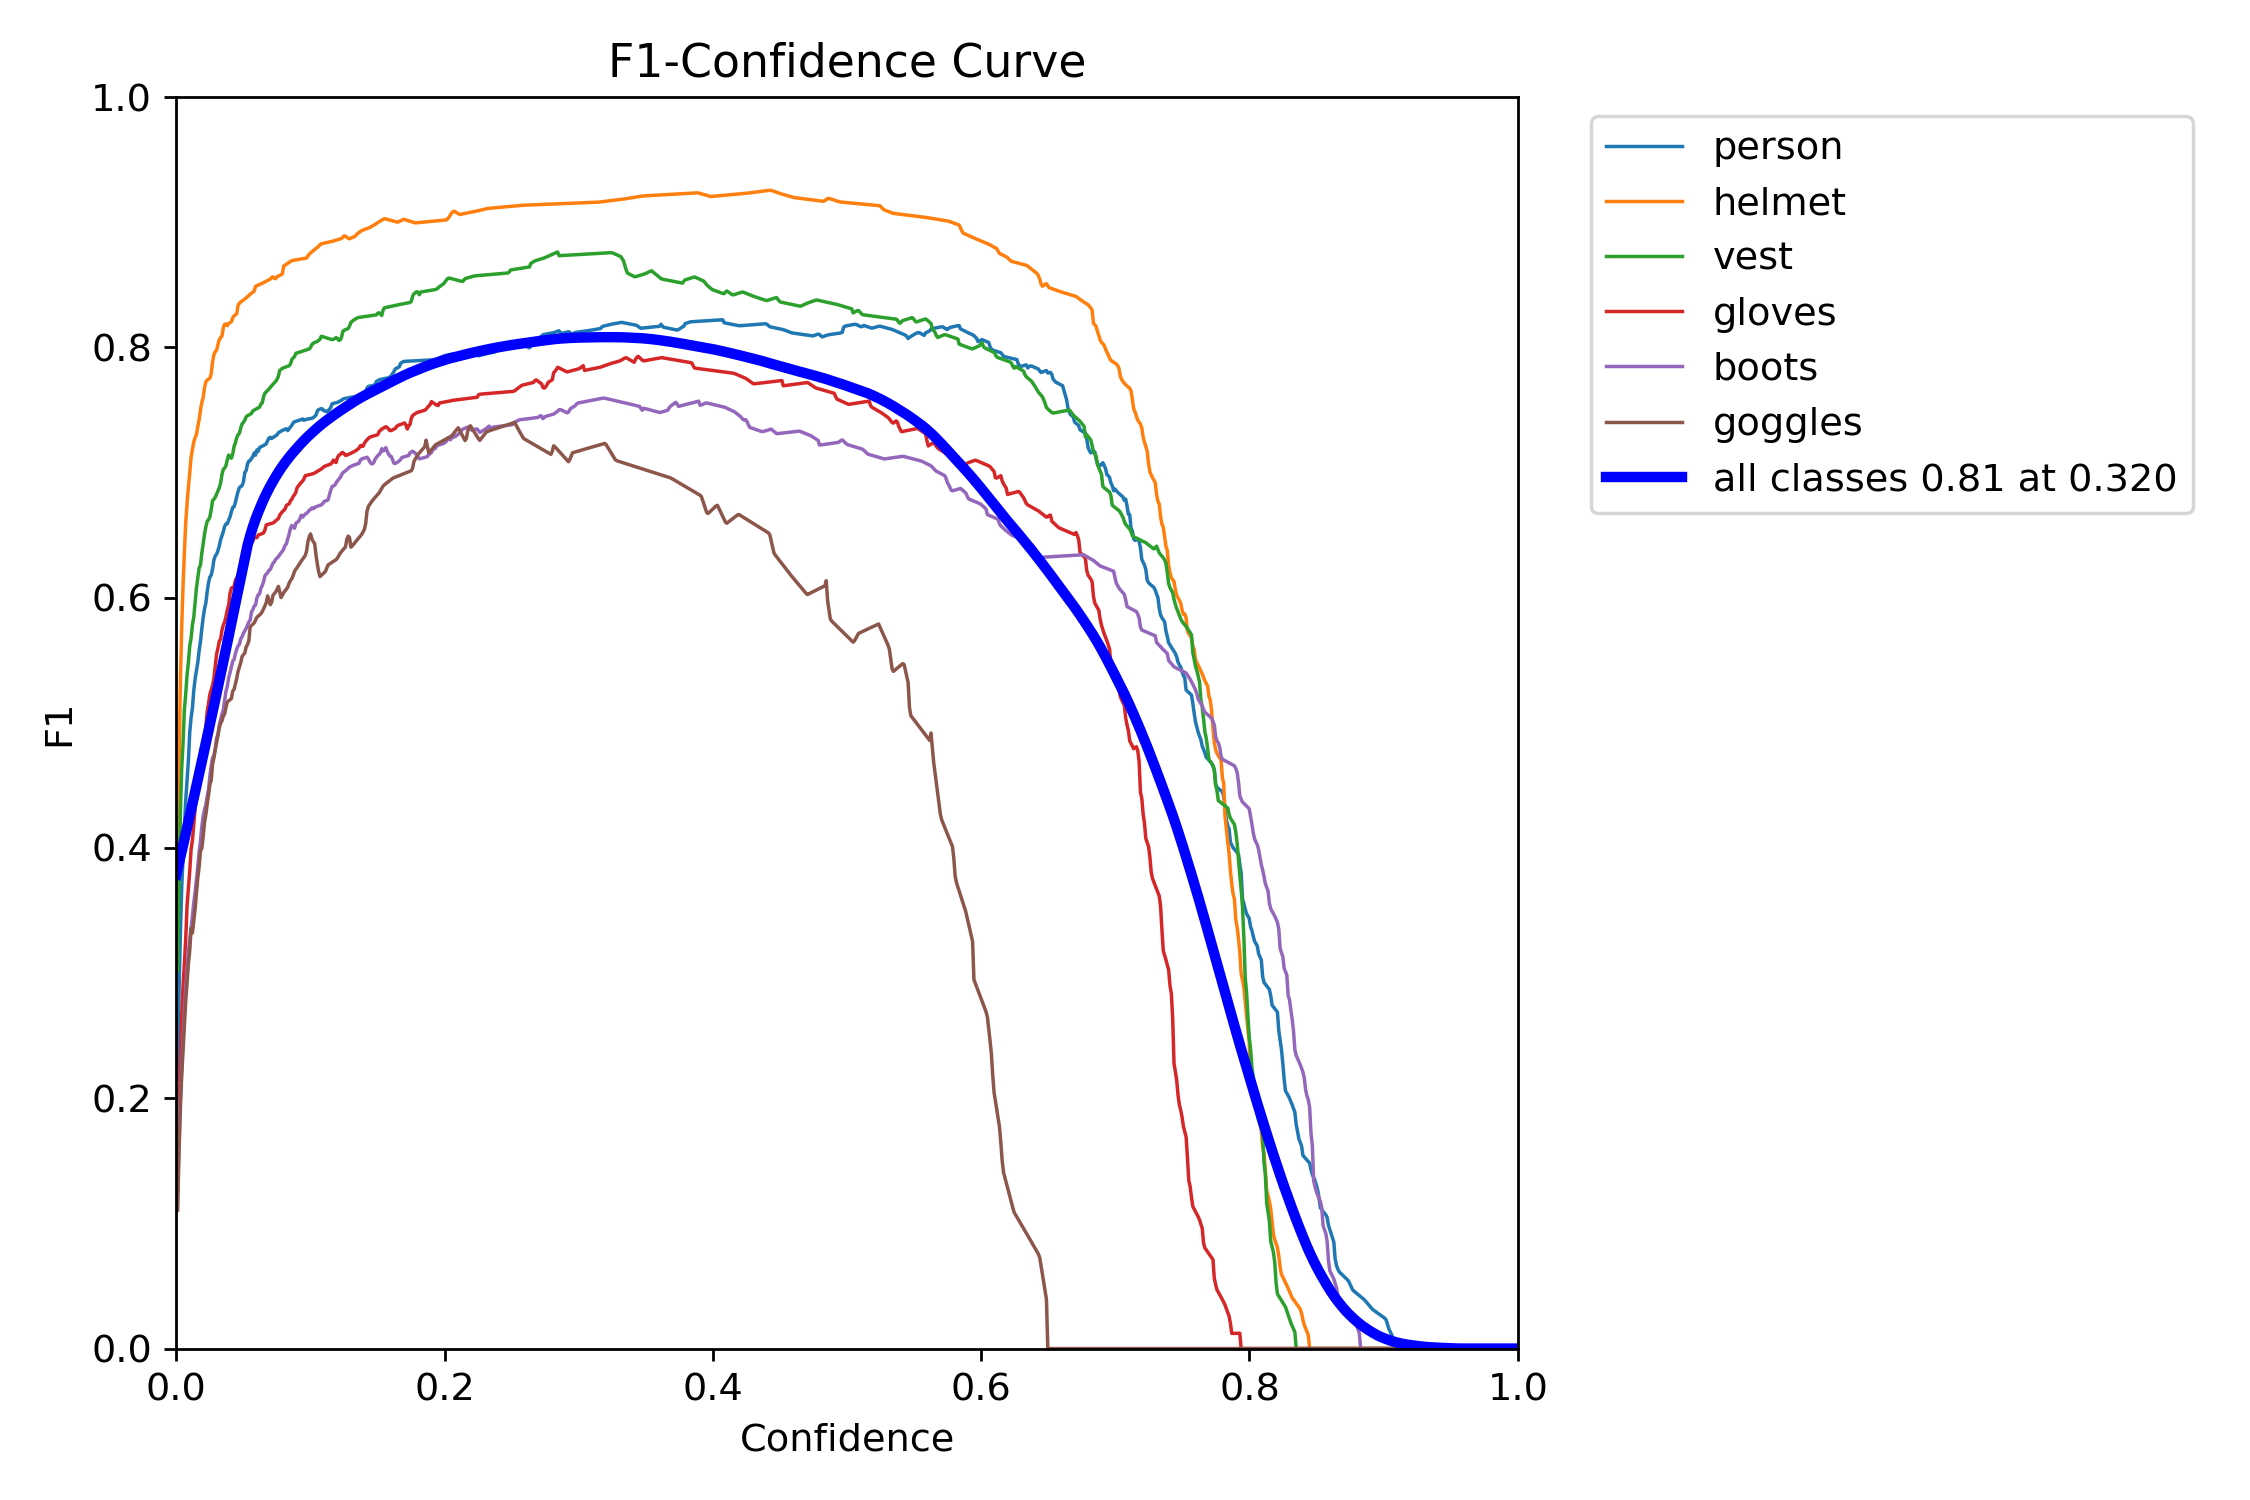 F1-Confidence Curve
1.0
0.8
0.6
0.4
0.2
0.0
F1
0.0 0.2 0.4 0.6 0.8 1.0
Confidence
person
helmet
vest
gloves
boots
goggles
all classes 0.81 at 0.320